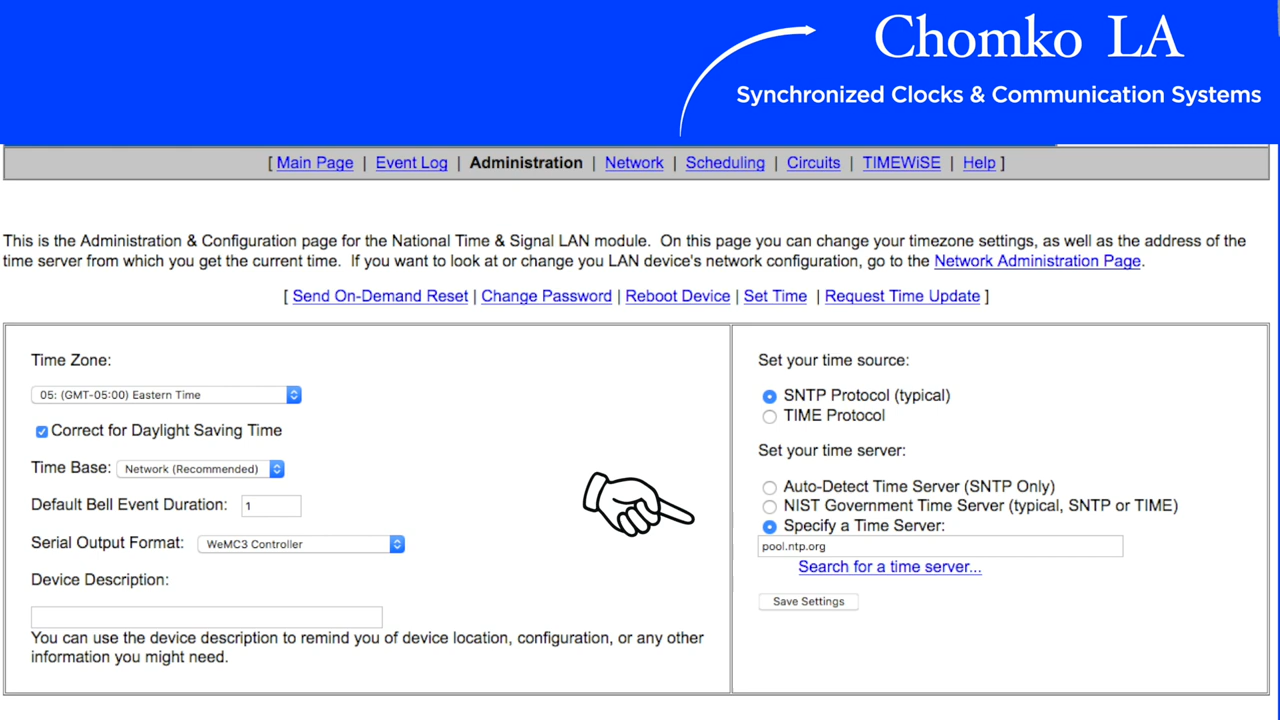 Chomko LA
Synchronized Clocks & Communication Systems
[ Main Page | Event Log | Administration | Network | Scheduling | Circuits | TIMEWiSE | Help ]
This is the Administration & Configuration page for the National Time & Signal LAN module. On this page you can change your timezone settings, as well as the address of the
time server from which you get the current time. If you want to look at or change you LAN device's network configuration, go to the Network Administration Page.
[ Send On-Demand Reset | Change Password | Reboot Device | Set Time | Request Time Update ]
Time Zone:
05: (GMT-05:00) Eastern Time
Correct for Daylight Saving Time
Time Base: Network (Recommended)
Default Bell Event Duration: 1
Serial Output Format: WeMC3 Controller
Device Description:
You can use the device description to remind you of device location, configuration, or any other
information you might need.
Set your time source:
SNTP Protocol (typical)
TIME Protocol
Set your time server:
Auto-Detect Time Server (SNTP Only)
NIST Government Time Server (typical, SNTP or TIME)
Specify a Time Server:
pool.ntp.org
Search for a time server...
Save Settings